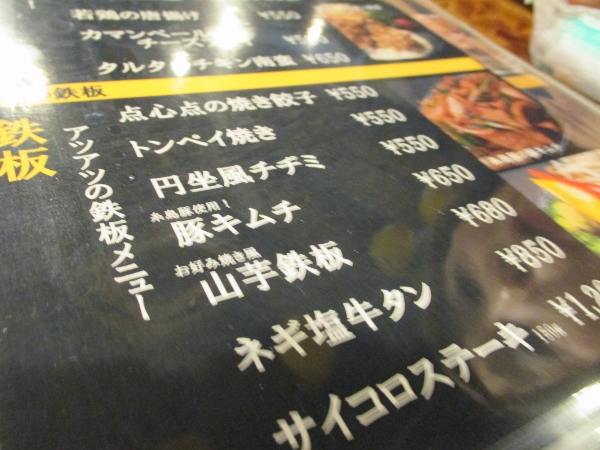 若鶏の唐揚げ ¥550
カマンベール
チーズ
タルタルチキン南蛮 ¥650
鉄板
鉄板
アツアツの鉄板メニュー
点心点の焼き餃子 ¥550
トンペイ焼き ¥550
円坐風チヂミ ¥550
糸島豚使用！
豚キムチ ¥650
お好み焼き風
山芋鉄板 ¥680
ネギ塩牛タン ¥850
サイコロステーキ 180g